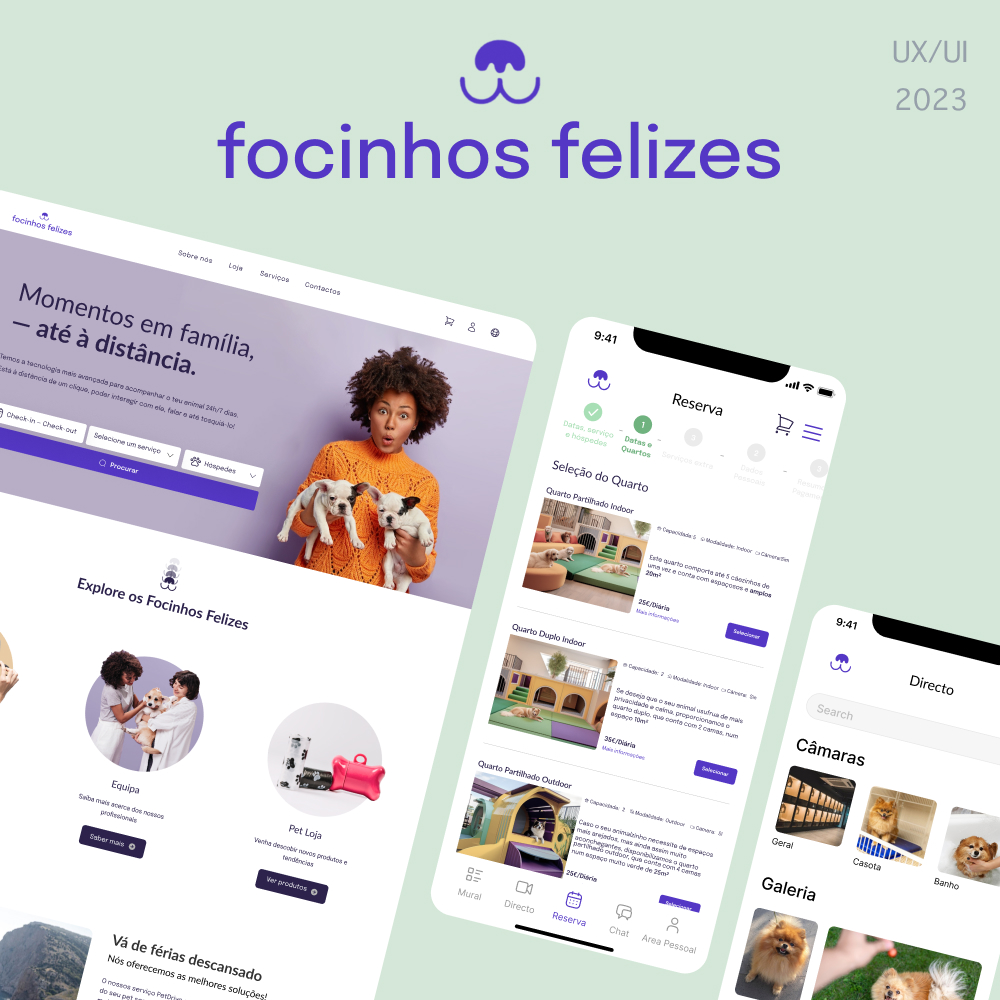 UX/UI
2023
focinhos felizes
focinhos felizes
Sobre nós
Loja
Serviços
Contactos
Momentos em família,
— até à distância.
Temos a tecnologia mais avançada para acompanhar o teu animal 24h/7 dias.
Está à distância de um clique, poder interagir com ele, falar e até tosquiá-lo!
Check-in - Check-out
Selecione um serviço
Hospedes
Procurar
Explore os Focinhos Felizes
Equipa
Saiba mais acerca dos nossos
profissionais
Saber mais
Pet Loja
Venha descobrir novos produtos e
tendências
Ver produtos
Vá de férias descansado
Nós oferecemos as melhores soluções!
O nossos serviço
do seu pet
9:41
Reserva
Datas, serviço
e hospedes
1
Datas e
Quartos
2
Serviços extra
3
Dados
Pessoais
Seleção do Quarto
Quarto Partilhado Indoor
Capacidade: 5
Modalidade: Indoor
Câmara: Sim
Este quarto comporta até 5 cãezinhos de
uma vez e conta com espaçosos e amplos
20m²
25€/Diária
Mais informações
Selecionar
Quarto Duplo Indoor
Capacidade: 2
Modalidade: Indoor
Câmara:
Se deseja que o seu animal usufrua de mais
privacidade e calma, proporcionamos o
quarto duplo, que conta com 2 camas, num
espaço 10m²
35€/Diária
Mais informações
Selecionar
Quarto Partilhado Outdoor
Capacidade: 2
Modalidade: Outdoor
Câmara:
Caso o seu animalzinho necessite de espaços
mais arejados, mas ainda assim muito
aconchegantes, disponibilizamos o quarto
partilhado outdoor, que conta com 4 camas
num espaço muito verde de 25m²
25€/Diária
Selecionar
Mural
Directo
Reserva
Chat
Area Pessoal
9:41
Directo
Search
Câmaras
Geral
Casota
Banho
Galeria